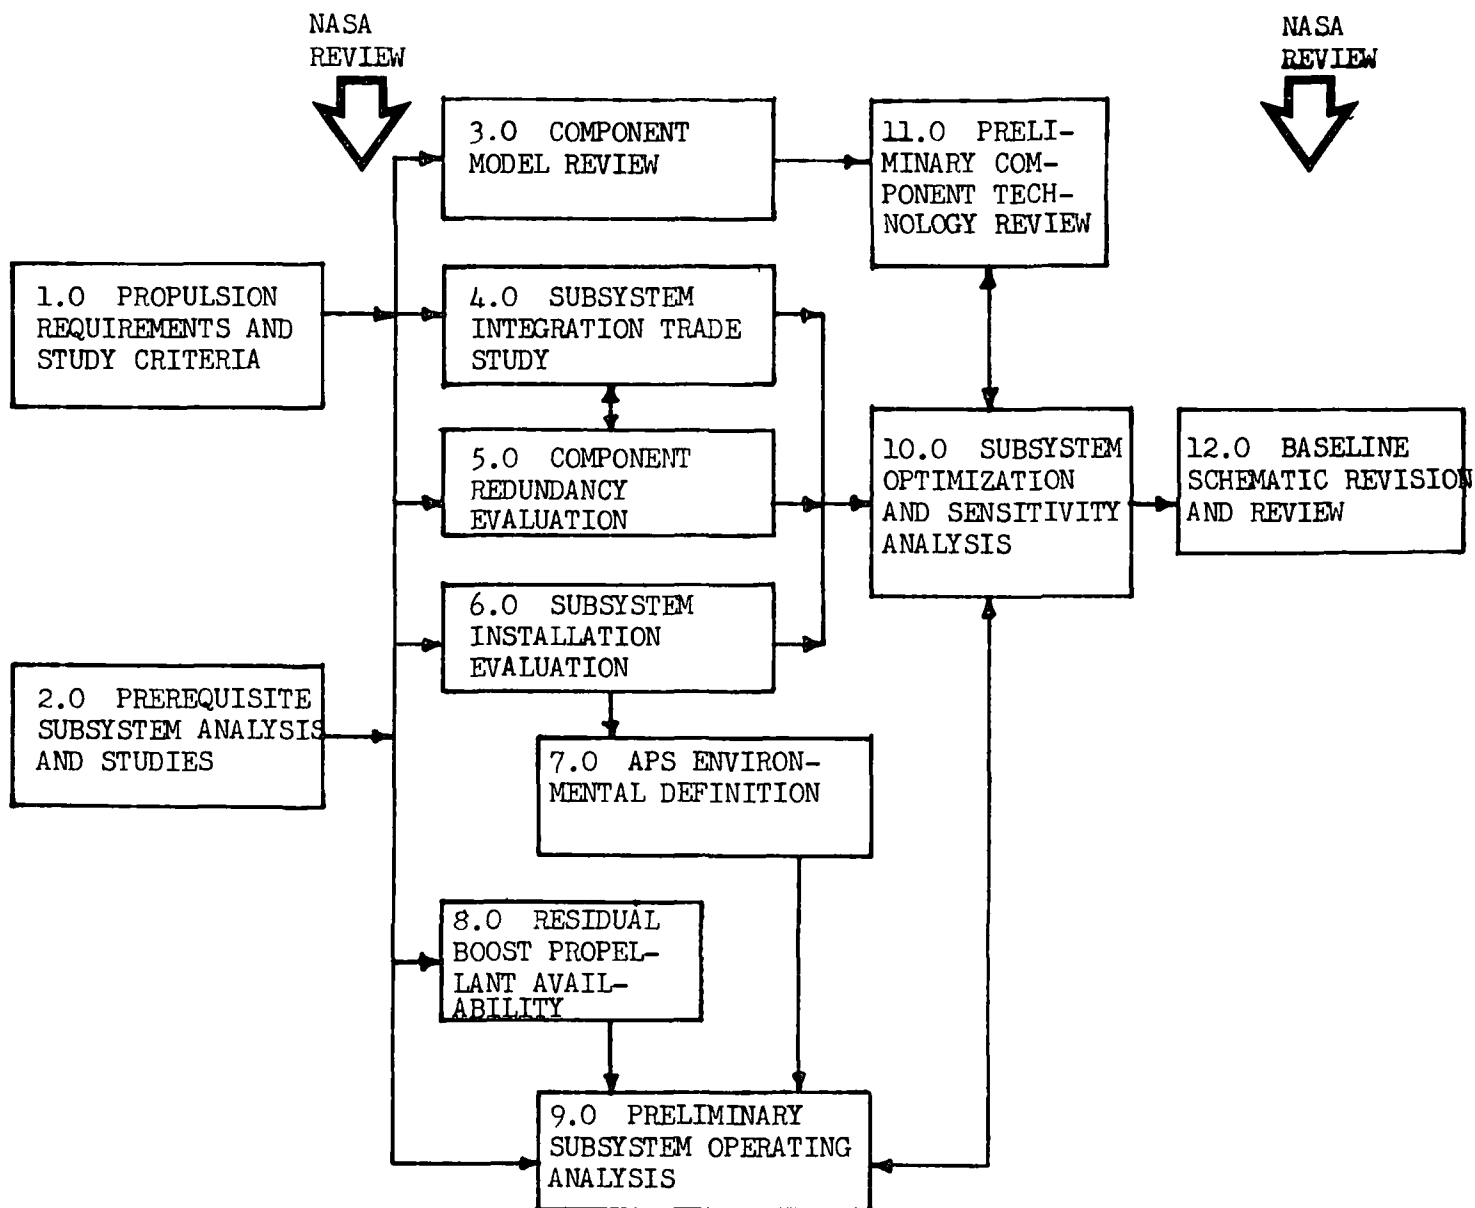 NASA
REVIEW
NASA
REVIEW
3.0 COMPONENT
MODEL REVIEW
11.0 PRELI-
MINARY COM-
PONENT TECH-
NOLOGY REVIEW
1.0 PROPULSION
REQUIREMENTS AND
STUDY CRITERIA
4.0 SUBSYSTEM
INTEGRATION TRADE
STUDY
5.0 COMPONENT
REDUNDANCY
EVALUATION
10.0 SUBSYSTEM
OPTIMIZATION
AND SENSITIVITY
ANALYSIS
12.0 BASELINE
SCHEMATIC REVISION
AND REVIEW
6.0 SUBSYSTEM
INSTALLATION
EVALUATION
2.0 PREREQUISITE
SUBSYSTEM ANALYSIS
AND STUDIES
7.0 APS ENVIRON-
MENTAL DEFINITION
8.0 RESIDUAL
BOOST PROPEL-
LANT AVAIL-
ABILITY
9.0 PRELIMINARY
SUBSYSTEM OPERATING
ANALYSIS